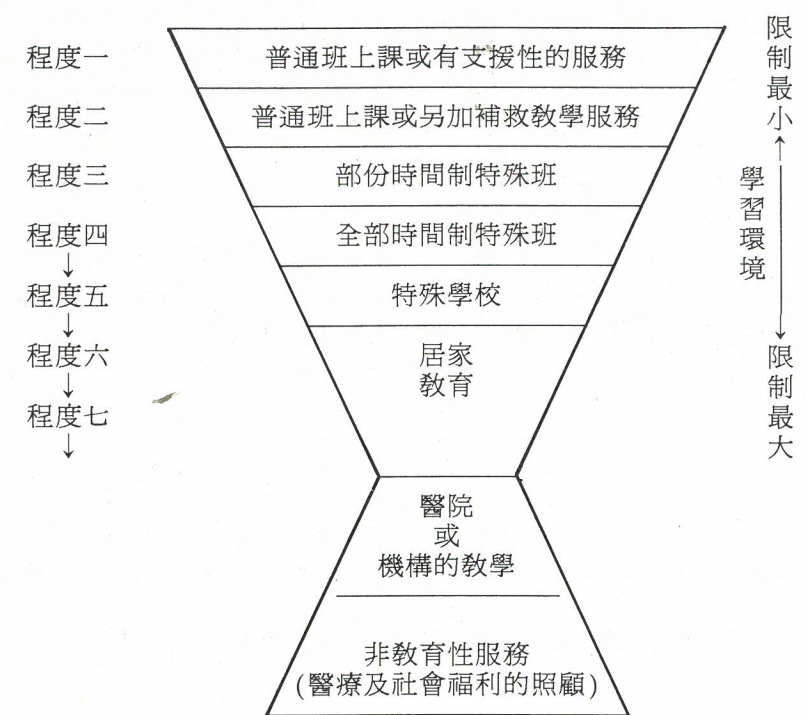 程度一
程度二
程度三
程度四
↓
程度五
↓
程度六
↓
程度七
↓
普通班上課或有支援性的服務
普通班上課或另加補救教學服務
部份時間制特殊班
全部時間制特殊班
特殊學校
居家
教育
醫院
或
機構的教學
非教育性服務
(醫療及社會福利的照顧)
限制最小
學習環境
限制最大